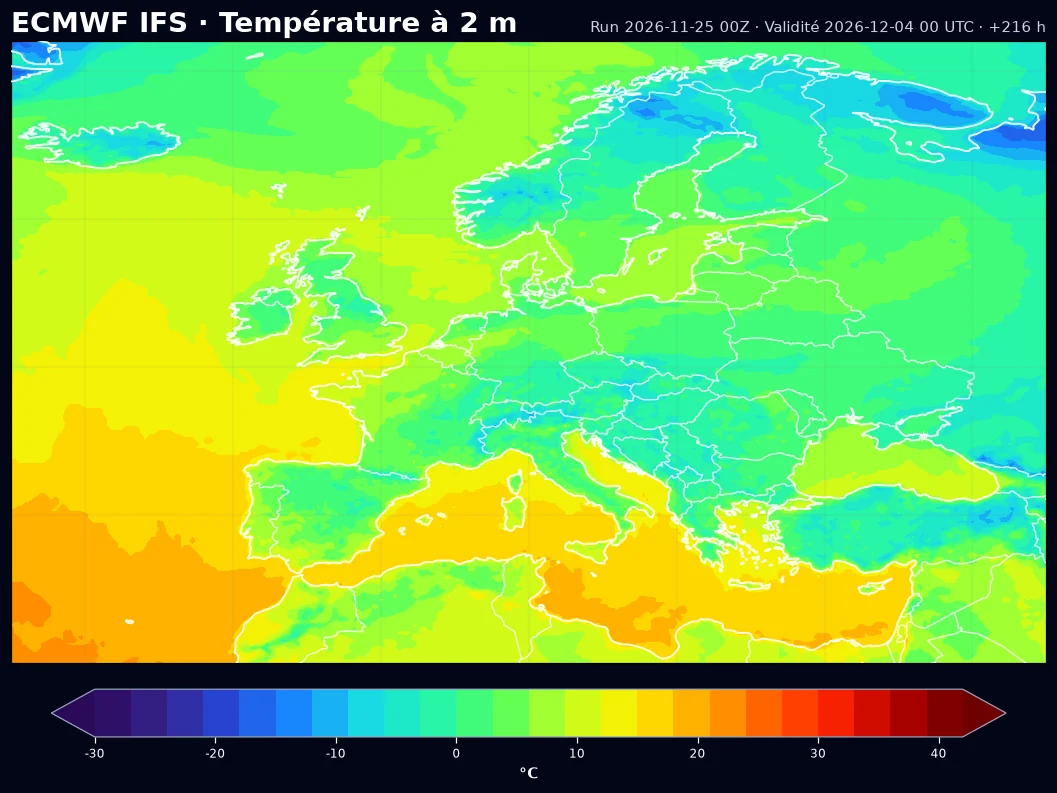 ECMWF IFS · Température à 2 m
Run 2026-11-25 00Z · Validité 2026-12-04 00 UTC · +216 h
-30 -20 -10 0 10 20 30 40
°C